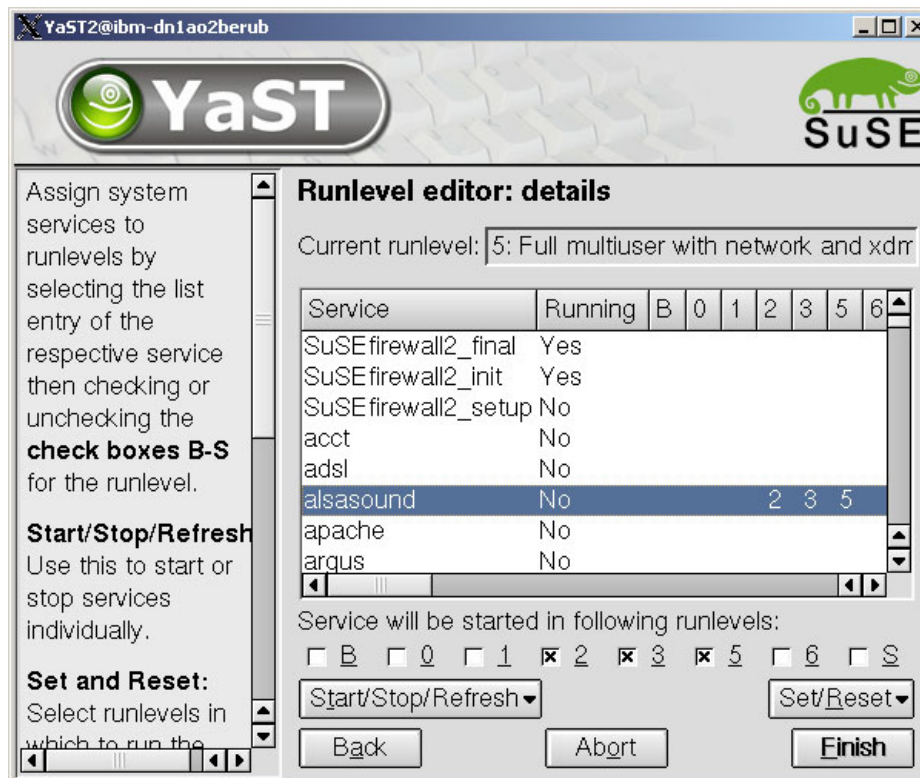 YaST2@ibm-dn1ao2berub
YaST
SuSE
Assign system
services to
runlevels by
selecting the list
entry of the
respective service
then checking or
unchecking the
check boxes B-S
for the runlevel.
Start/Stop/Refresh
Use this to start or
stop services
individually.
Set and Reset:
Select runlevels in
which to run the
Runlevel editor: details
Current runlevel: 5: Full multiuser with network and xdm
Service Running B 0 1 2 3 5 6
SuSEfirewall2_final Yes
SuSEfirewall2_init Yes
SuSEfirewall2_setup No
acct No
adsl No
alsasound No 2 3 5
apache No
argus No
Service will be started in following runlevels:
B 0 1 2 3 5 6 S
Start/Stop/Refresh Set/Reset
Back Abort Finish